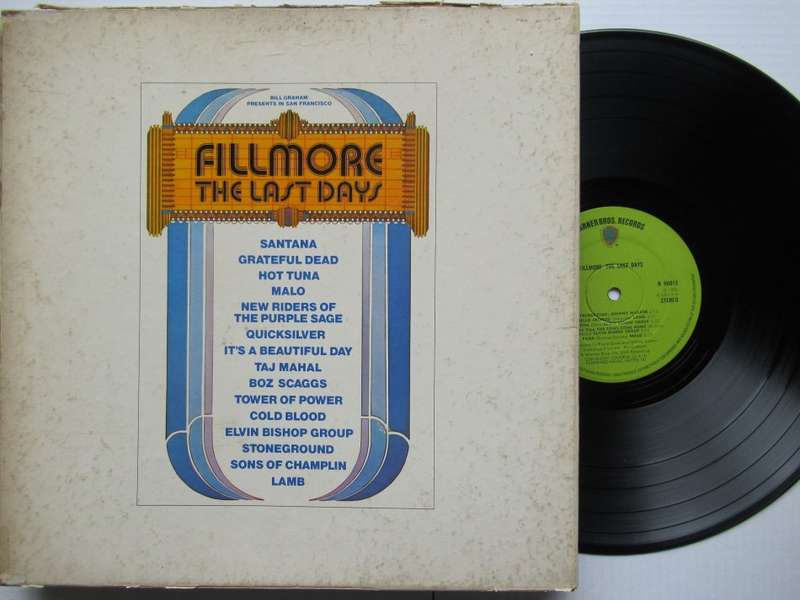 BILL GRAHAM
PRESENTS IN SAN FRANCISCO
FILLMORE
THE LAST DAYS
SANTANA
GRATEFUL DEAD
HOT TUNA
MALO
NEW RIDERS OF
THE PURPLE SAGE
QUICKSILVER
IT'S A BEAUTIFUL DAY
TAJ MAHAL
BOZ SCAGGS
TOWER OF POWER
COLD BLOOD
ELVIN BISHOP GROUP
STONEGROUND
SONS OF CHAMPLIN
LAMB
BROS. RECORDS
FILLMORE: THE LAST DAYS
STEREO